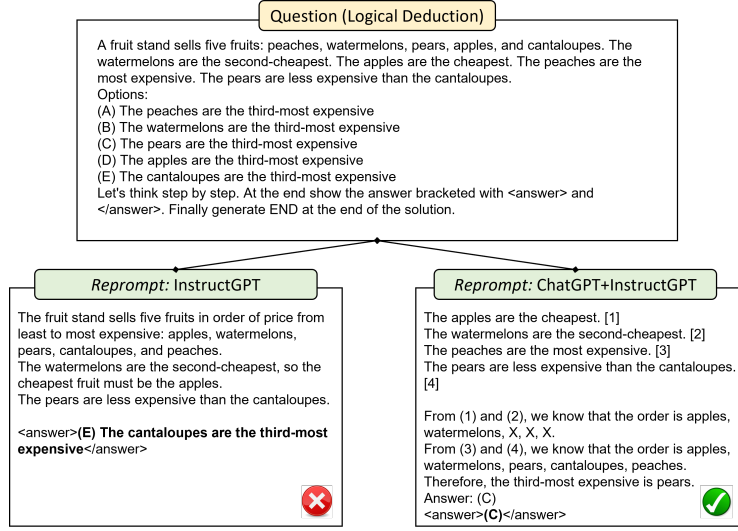 Question (Logical Deduction)
A fruit stand sells five fruits: peaches, watermelons, pears, apples, and cantaloupes. The
watermelons are the second-cheapest. The apples are the cheapest. The peaches are the
most expensive. The pears are less expensive than the cantaloupes.
Options:
(A) The peaches are the third-most expensive
(B) The watermelons are the third-most expensive
(C) The pears are the third-most expensive
(D) The apples are the third-most expensive
(E) The cantaloupes are the third-most expensive
Let's think step by step. At the end show the answer bracketed with <answer> and
</answer>. Finally generate END at the end of the solution.
Reprompt: InstructGPT
The fruit stand sells five fruits in order of price from
least to most expensive: apples, watermelons,
pears, cantaloupes, and peaches.
The watermelons are the second-cheapest, so the
cheapest fruit must be the apples.
The pears are less expensive than the cantaloupes.
<answer>(E) The cantaloupes are the third-most
expensive</answer>
Reprompt: ChatGPT+InstructGPT
The apples are the cheapest. [1]
The watermelons are the second-cheapest. [2]
The peaches are the most expensive. [3]
The pears are less expensive than the cantaloupes.
[4]
From (1) and (2), we know that the order is apples,
watermelons, X, X, X.
From (3) and (4), we know that the order is apples,
watermelons, pears, cantaloupes, peaches.
Therefore, the third-most expensive is pears.
Answer: (C)
<answer>(C)</answer>